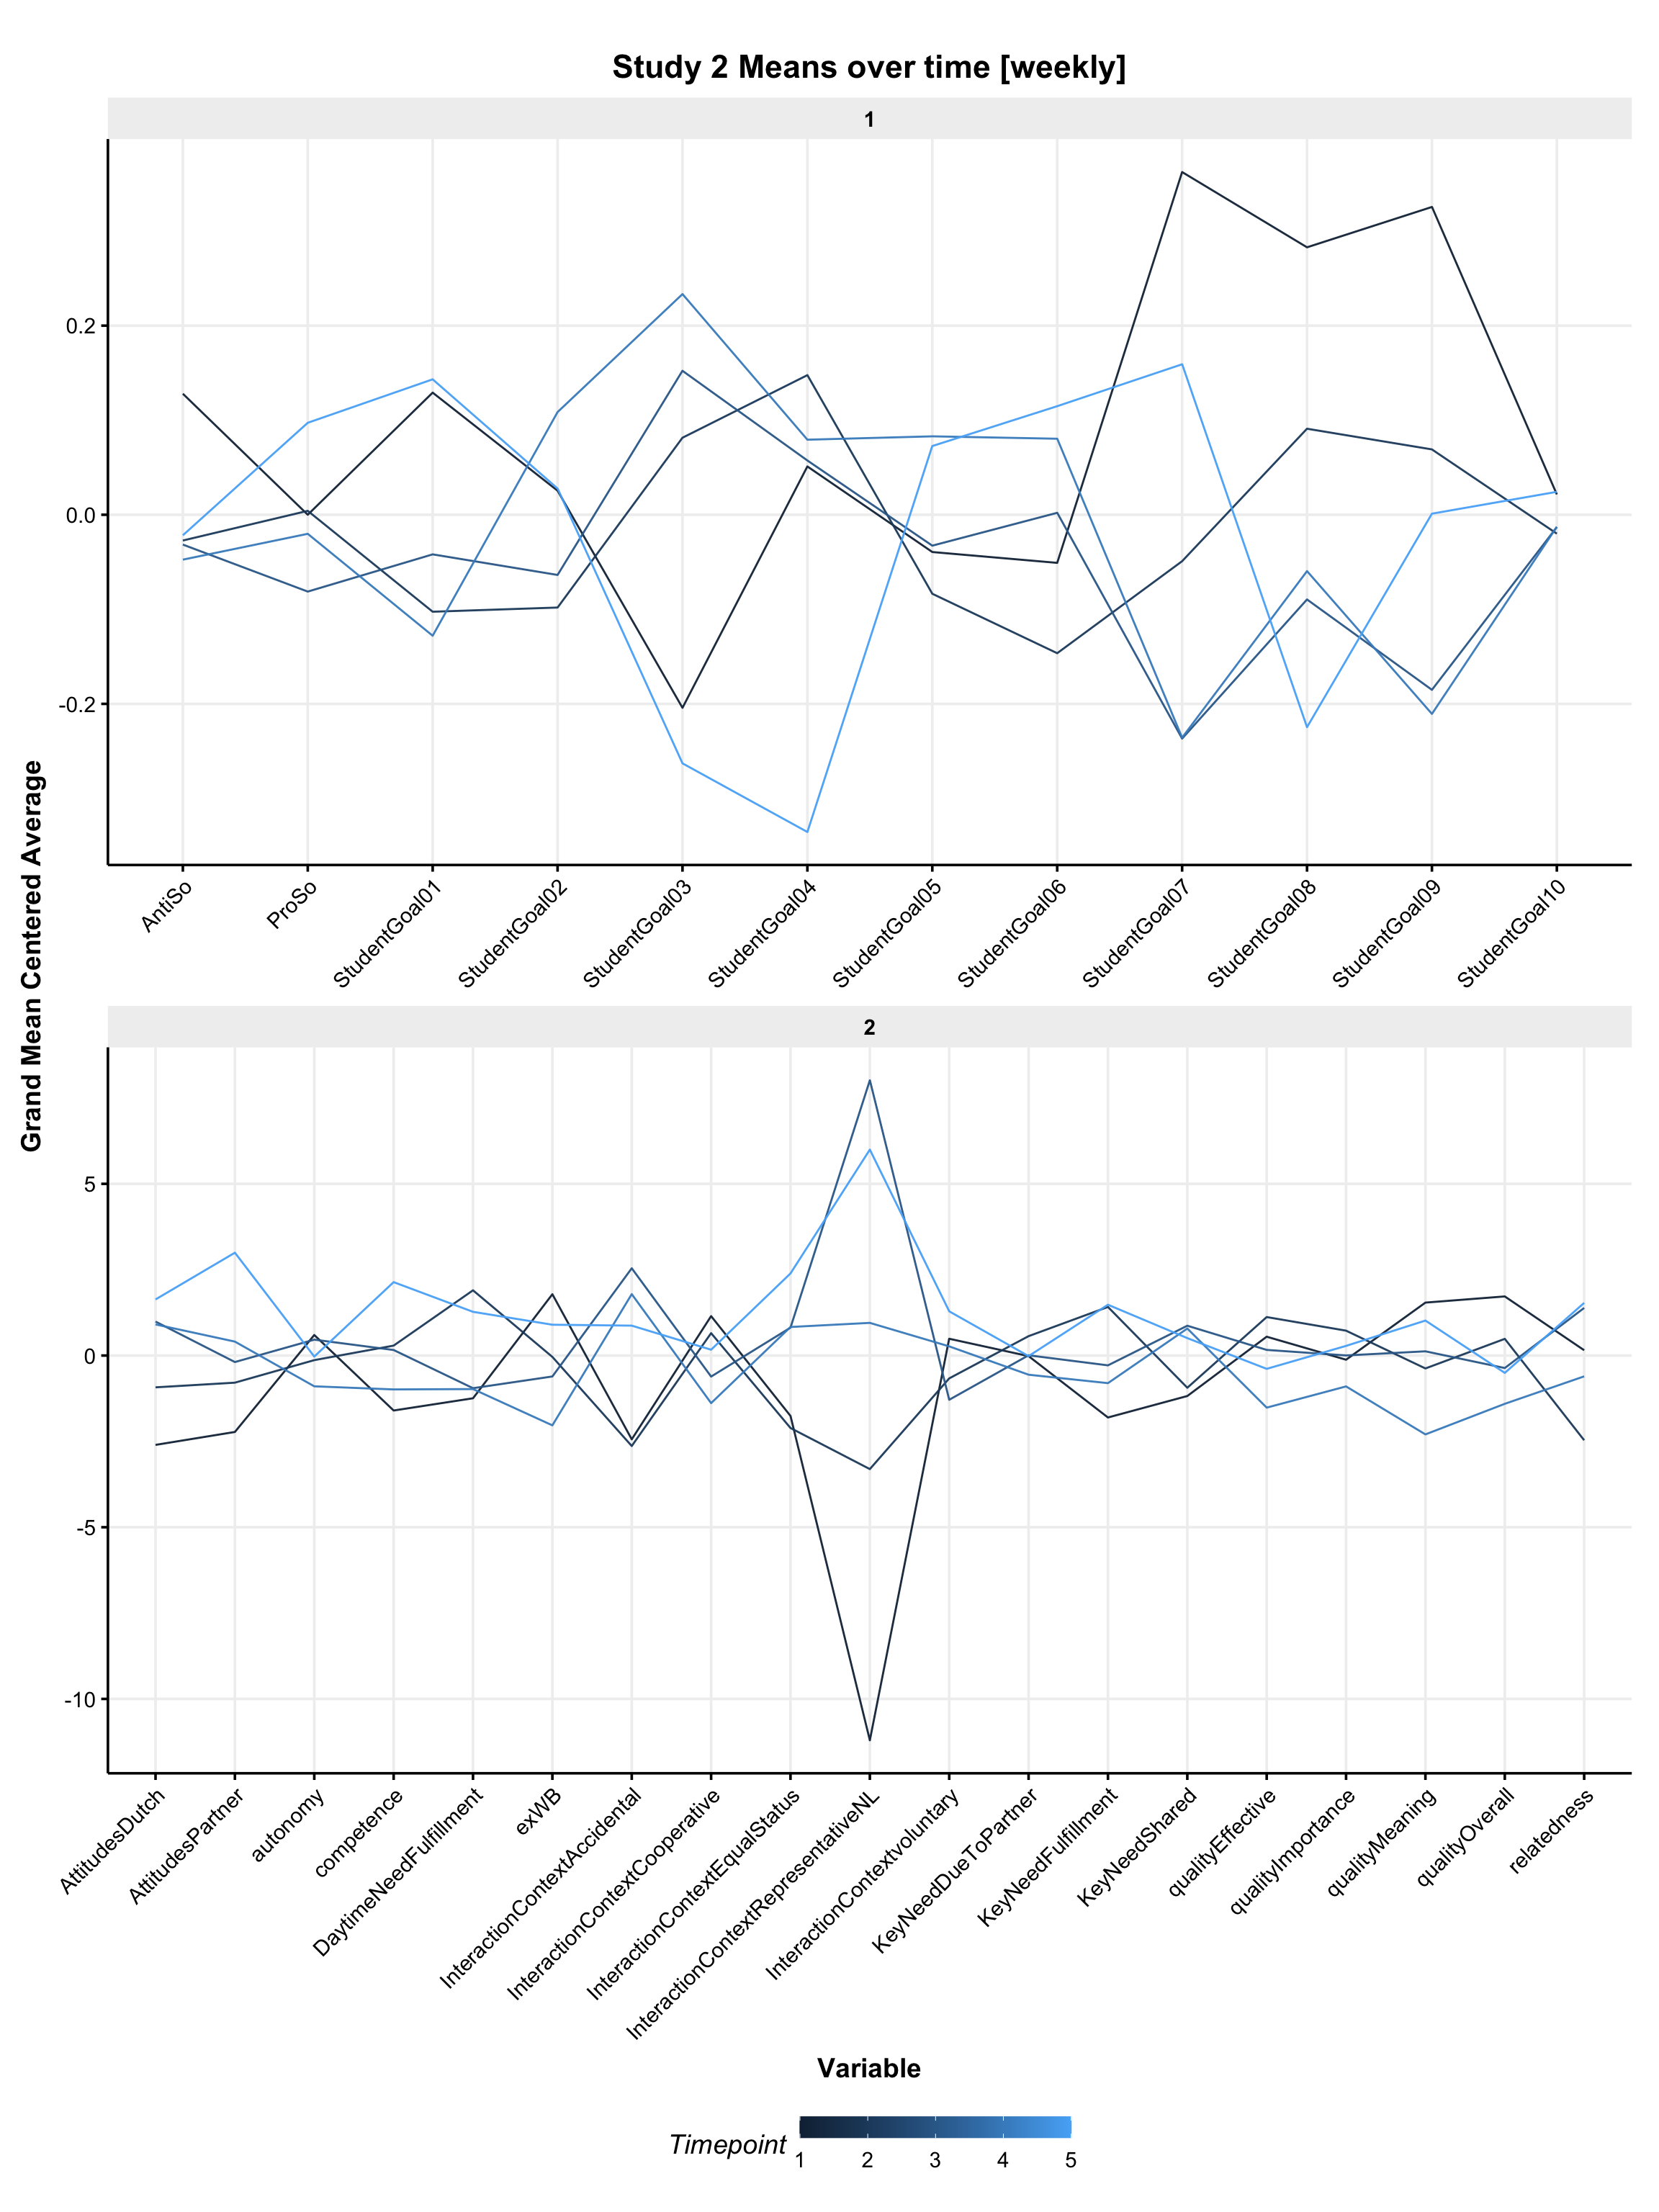 Study 2 Means over time [weekly]
1
0.2
0.0
-0.2
AntiSo
ProSo
StudentGoal01
StudentGoal02
StudentGoal03
StudentGoal04
StudentGoal05
StudentGoal06
StudentGoal07
StudentGoal08
StudentGoal09
StudentGoal10
Grand Mean Centered Average
2
5
0
-5
-10
AttitudesDutch
AttitudesPartner
autonomy
competence
DaytimeNeedFulfillment
exWB
InteractionContextAccidental
InteractionContextCooperative
InteractionContextEqualStatus
InteractionContextRepresentativeNL
InteractionContextvoluntary
KeyNeedDueToPartner
KeyNeedFulfillment
KeyNeedShared
qualityEffective
qualityImportance
qualityMeaning
qualityOverall
relatedness
Variable
Timepoint
1 2 3 4 5